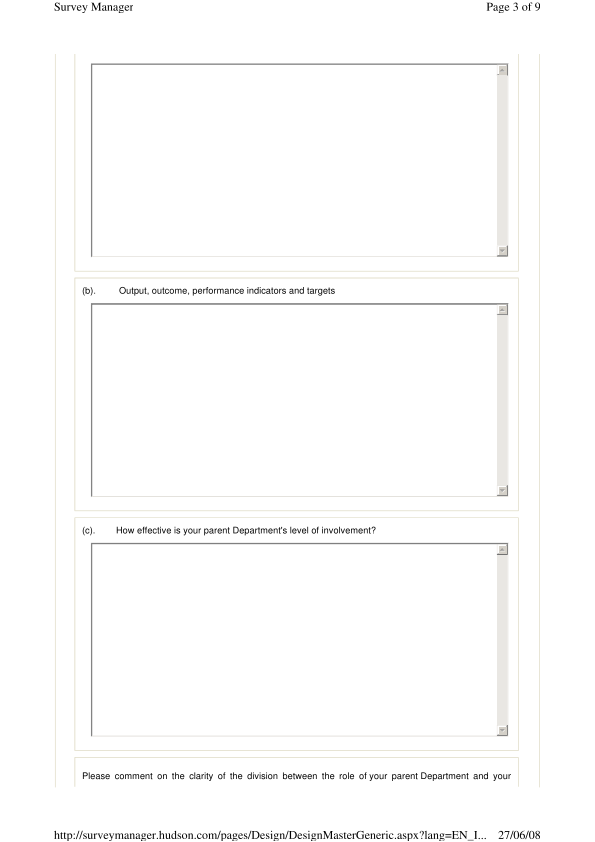 Survey Manager Page 3 of 9
(b). Output, outcome, performance indicators and targets
(c). How effective is your parent Department's level of involvement?
Please comment on the clarity of the division between the role of your parent Department and your
http://surveymanager.hudson.com/pages/Design/DesignMasterGeneric.aspx?lang=EN_I... 27/06/08